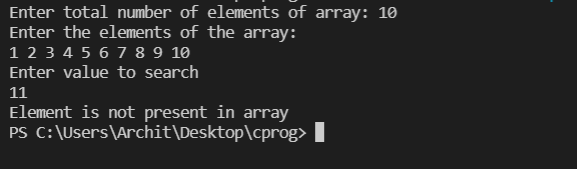 Enter total number of elements of array: 10
Enter the elements of the array:
1 2 3 4 5 6 7 8 9 10
Enter value to search
11
Element is not present in array
PS C:\Users\Archit\Desktop\cprog>